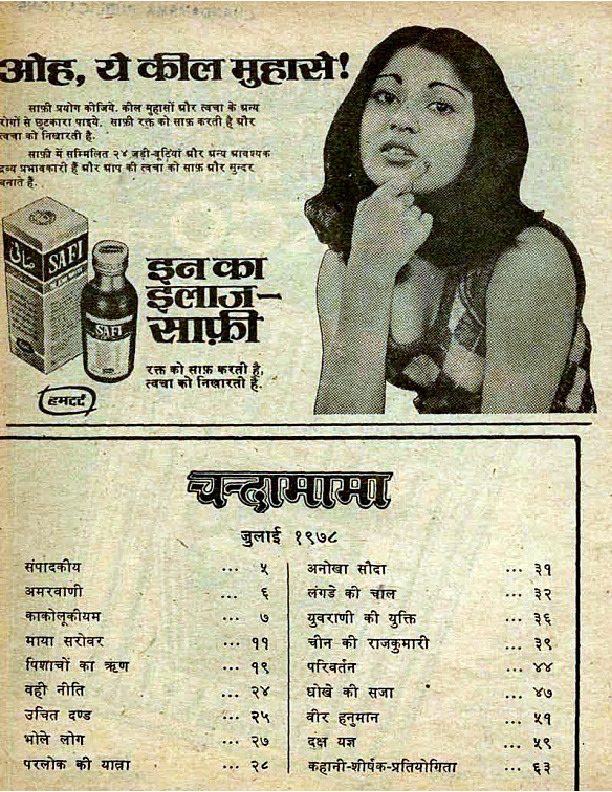 ओह, ये कील मुहासे!
साफ़ी प्रयोग कीजिये. कील मुहासों और त्वचा के अन्य
रोगों से छुटकारा पाइये. साफ़ी रक्त को साफ़ करती है और
त्वचा को निखारती है.
साफ़ी में सम्मिलित २४ जड़ी-बूटियां और अन्य आवश्यक
द्रव्य प्रभावकारी हैं और आप की त्वचा को साफ़ और सुन्दर
बनाते हैं.
صافی
SAFI
SAFI
इन का
इलाज-
साफ़ी
रक्त को साफ़ करती है,
त्वचा को निखारती है.
हमदर्द
चन्दामामा
जुलाई १९७८
संपादकीय ... ५
अमरवाणी ... ६
काकोलूकीयम ... ७
माया सरोवर ... ११
पिशाचों का ऋण ... १९
वही नीति ... २४
उचित दण्ड ... २५
भोले लोग ... २७
परलोक की यात्रा ... २८
अनोखा सौदा ... ३१
लंगडे की चाल ... ३२
युवराणी की युक्ति ... ३६
चीन की राजकुमारी ... ३९
परिवर्तन ... ४४
धोखे की सजा ... ४७
वीर हनुमान ... ५१
दक्ष यज्ञ ... ५९
कहानी-शीर्षक-प्रतियोगिता ... ६३